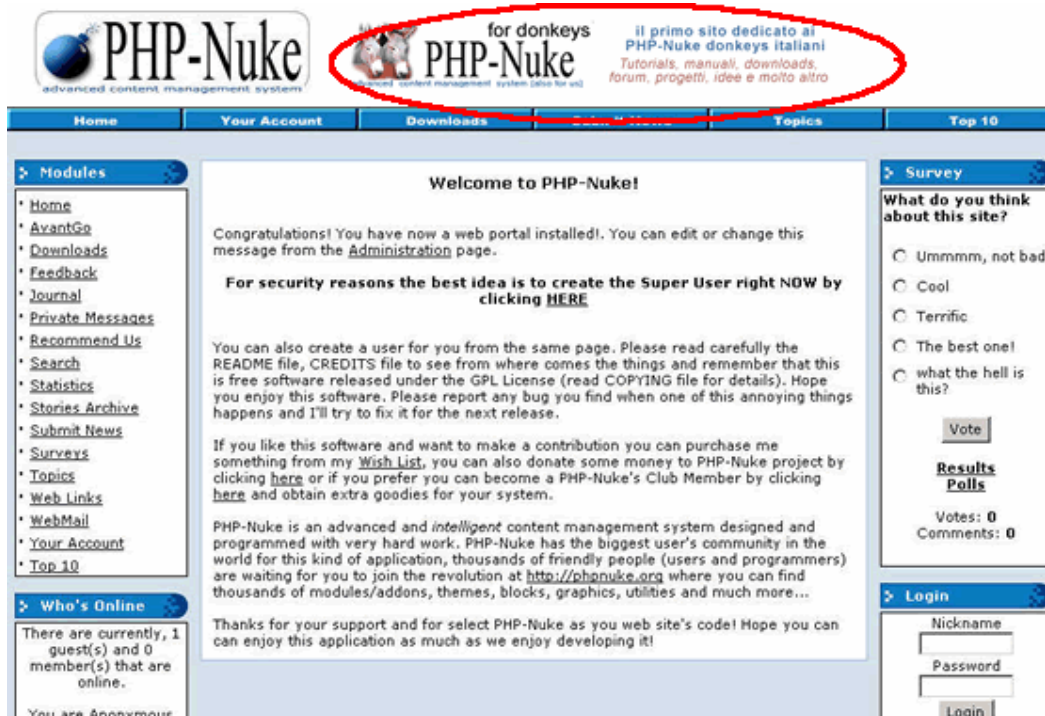 PHP-Nuke
advanced content management system
for donkeys
PHP-Nuke
advanced content management system [also for us]
il primo sito dedicato ai
PHP-Nuke donkeys italiani
Tutorials, manuali, downloads,
forum, progetti, idee e molto altro
Home Your Account Downloads Submit News Topics Top 10
Modules
Home
AvantGo
Downloads
Feedback
Journal
Private Messages
Recommend Us
Search
Statistics
Stories Archive
Submit News
Surveys
Topics
Web Links
WebMail
Your Account
Top 10
Who's Online
There are currently, 1
guest(s) and 0
member(s) that are
online.
You are Anonymous
Welcome to PHP-Nuke!
Congratulations! You have now a web portal installed!. You can edit or change this
message from the Administration page.
For security reasons the best idea is to create the Super User right NOW by
clicking HERE
You can also create a user for you from the same page. Please read carefully the
README file, CREDITS file to see from where comes the things and remember that this
is free software released under the GPL License (read COPYING file for details). Hope
you enjoy this software. Please report any bug you find when one of this annoying things
happens and I'll try to fix it for the next release.
If you like this software and want to make a contribution you can purchase me
something from my Wish List, you can also donate some money to PHP-Nuke project by
clicking here or if you prefer you can become a PHP-Nuke's Club Member by clicking
here and obtain extra goodies for your system.
PHP-Nuke is an advanced and intelligent content management system designed and
programmed with very hard work. PHP-Nuke has the biggest user's community in the
world for this kind of application, thousands of friendly people (users and programmers)
are waiting for you to join the revolution at http://phpnuke.org where you can find
thousands of modules/addons, themes, blocks, graphics, utilities and much more...
Thanks for your support and for select PHP-Nuke as you web site's code! Hope you can
can enjoy this application as much as we enjoy developing it!
Survey
What do you think
about this site?
Ummmm, not bad
Cool
Terrific
The best one!
what the hell is
this?
Vote
Results
Polls
Votes: 0
Comments: 0
Login
Nickname
Password
Login